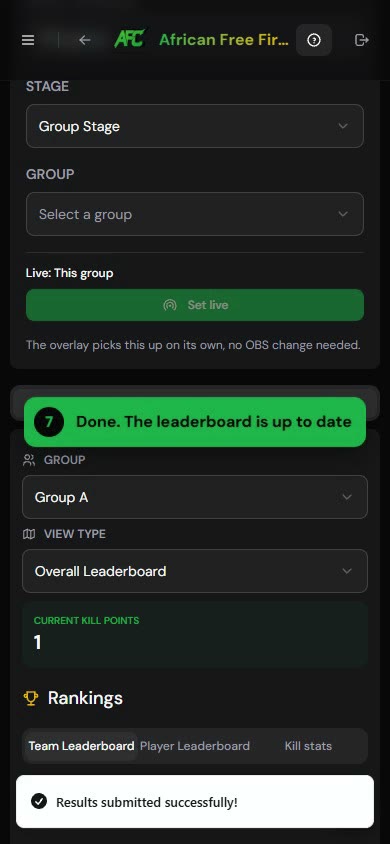 AFC
African Free Fir...
STAGE
Group Stage
GROUP
Select a group
Live: This group
Set live
The overlay picks this up on its own, no OBS change needed.
7 Done. The leaderboard is up to date
GROUP
Group A
VIEW TYPE
Overall Leaderboard
CURRENT KILL POINTS
1
Rankings
Team Leaderboard Player Leaderboard Kill stats
Results submitted successfully!